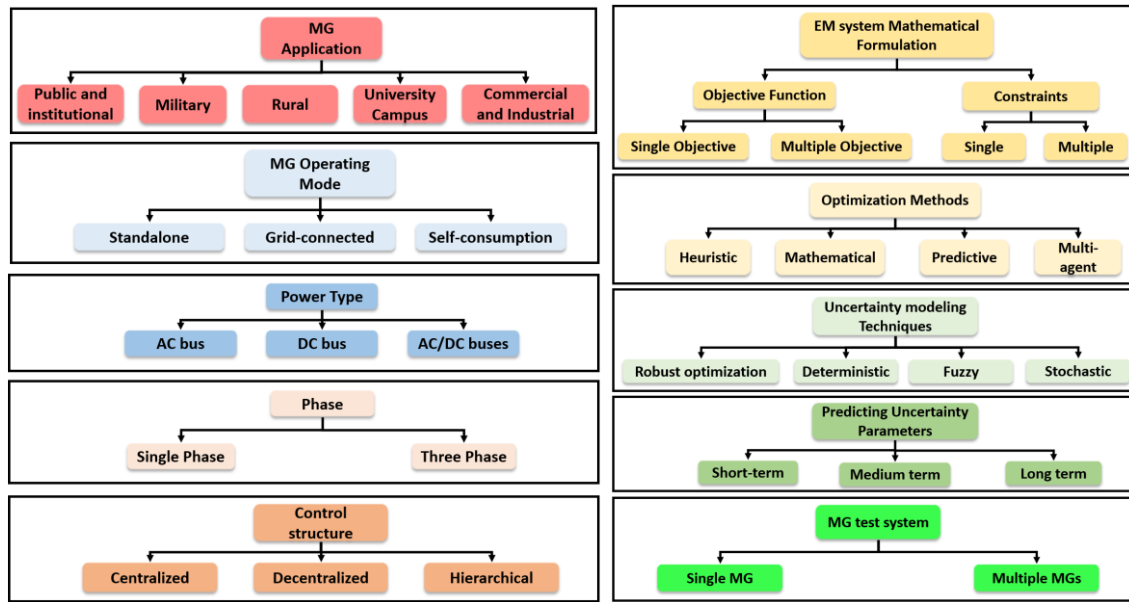 MG
Application
Public and
institutional
Military
Rural
University
Campus
Commercial
and Industrial
MG Operating
Mode
Standalone
Grid-connected
Self-consumption
Power Type
AC bus
DC bus
AC/DC buses
Phase
Single Phase
Three Phase
Control
structure
Centralized
Decentralized
Hierarchical
EM system Mathematical
Formulation
Objective Function
Constraints
Single Objective
Multiple Objective
Single
Multiple
Optimization Methods
Heuristic
Mathematical
Predictive
Multi-
agent
Uncertainty modeling
Techniques
Robust optimization
Deterministic
Fuzzy
Stochastic
Predicting Uncertainty
Parameters
Short-term
Medium term
Long term
MG test system
Single MG
Multiple MGs